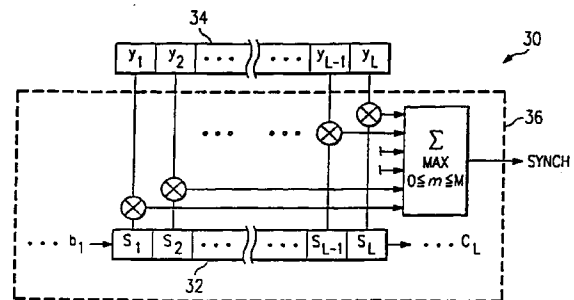 34
30
y1 y2 ... ... yL-1 yL
... ...
36
Σ
MAX
0≦m≦M
SYNCH
... b1 S1 S2 ... ... SL-1 SL ... CL
32